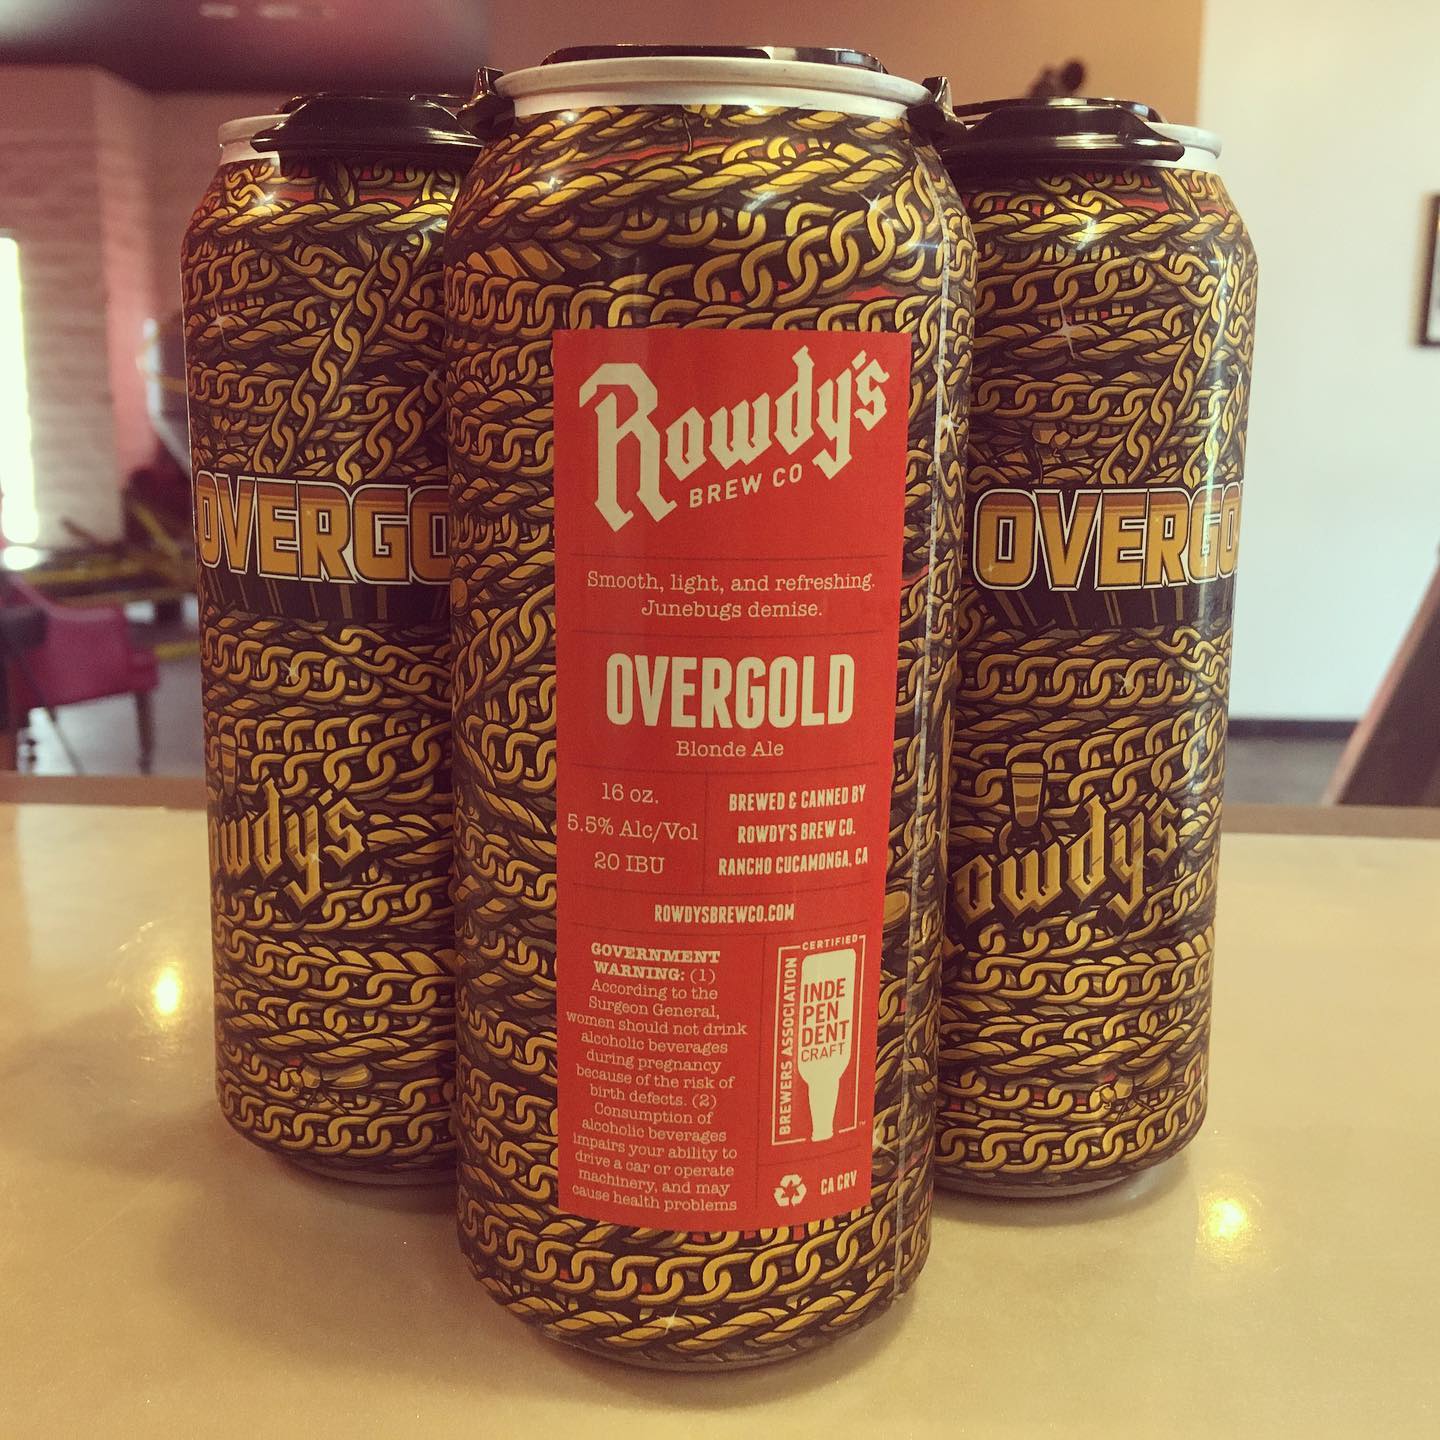 Rowdy's
BREW CO
Smooth, light, and refreshing.
Junebugs demise.
OVERGOLD
Blonde Ale
16 oz.
5.5% Alc/Vol
20 IBU
BREWED & CANNED BY
ROWDY'S BREW CO.
RANCHO CUCAMONGA, CA
ROWDYSBREWCO.COM
GOVERNMENT
WARNING: (1)
According to the
Surgeon General,
women should not drink
alcoholic beverages
during pregnancy
because of the risk of
birth defects. (2)
Consumption of
alcoholic beverages
impairs your ability to
drive a car or operate
machinery, and may
cause health problems
CERTIFIED
BREWERS ASSOCIATION
INDE
PEN
DENT
CRAFT
TM
CA CRV
OVERGO
owdy's
OVERGO
Rowdy's